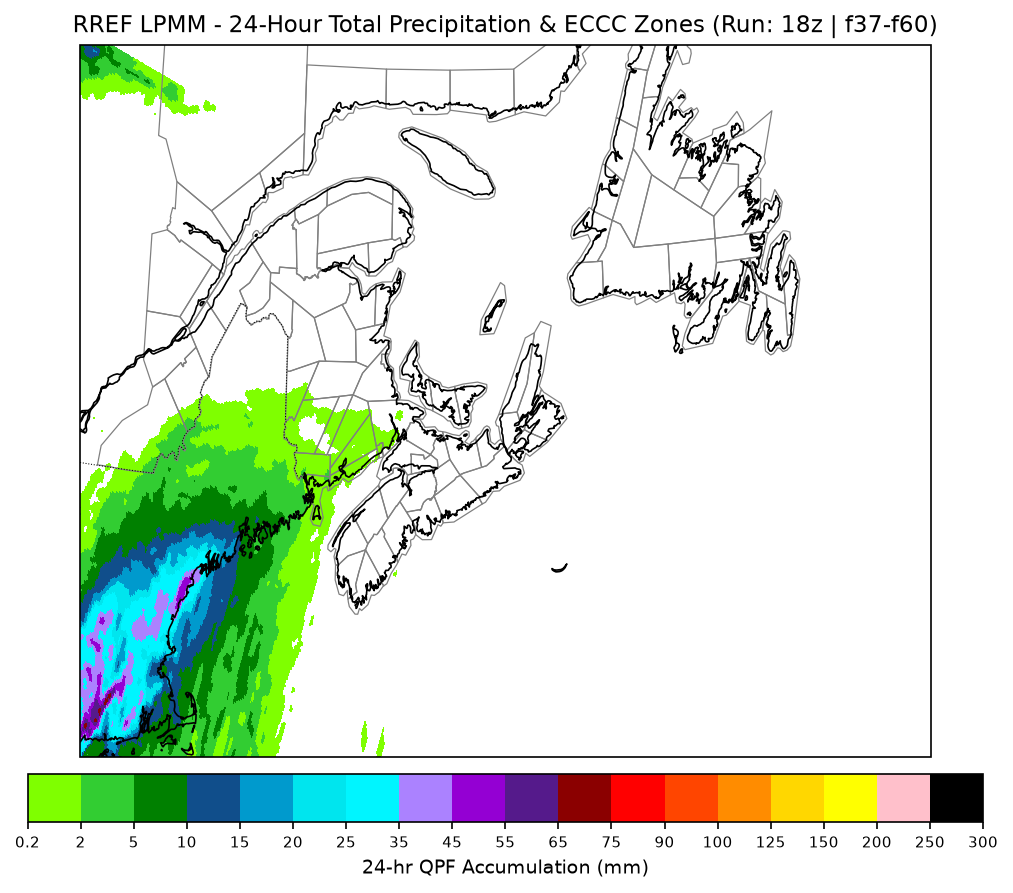 RREF LPMM - 24-Hour Total Precipitation & ECCC Zones (Run: 18z | f37-f60)
0.2 2 5 10 15 20 25 35 45 55 65 75 90 100 125 150 200 250 300
24-hr QPF Accumulation (mm)